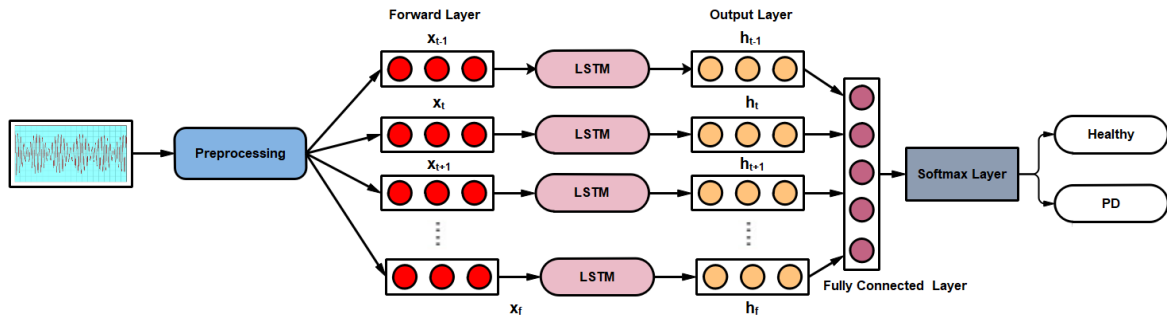 Forward Layer
Output Layer
xt-1
LSTM
ht-1
xt
LSTM
ht
Preprocessing
xt+1
LSTM
ht+1
LSTM
xf
hf
Fully Connected Layer
Softmax Layer
Healthy
PD